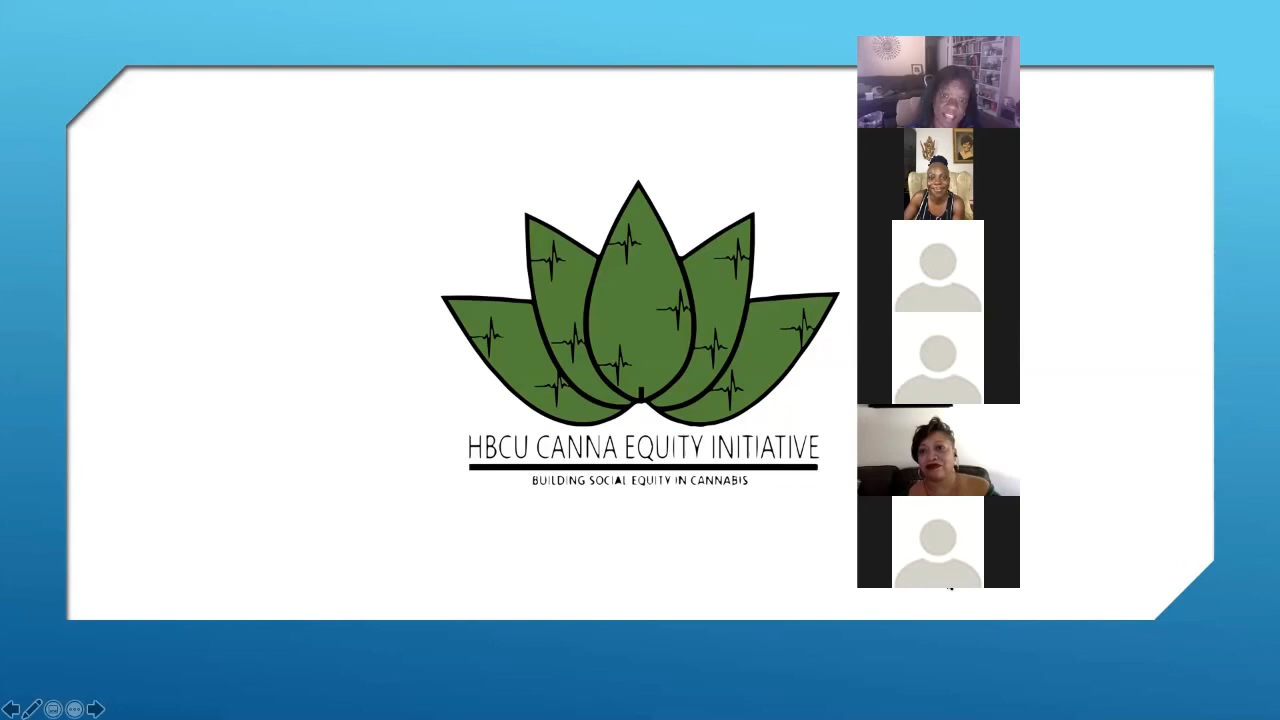 HBCU CANNA EQUITY INITIATIVE
BUILDING SOCIAL EQUITY IN CANNABIS